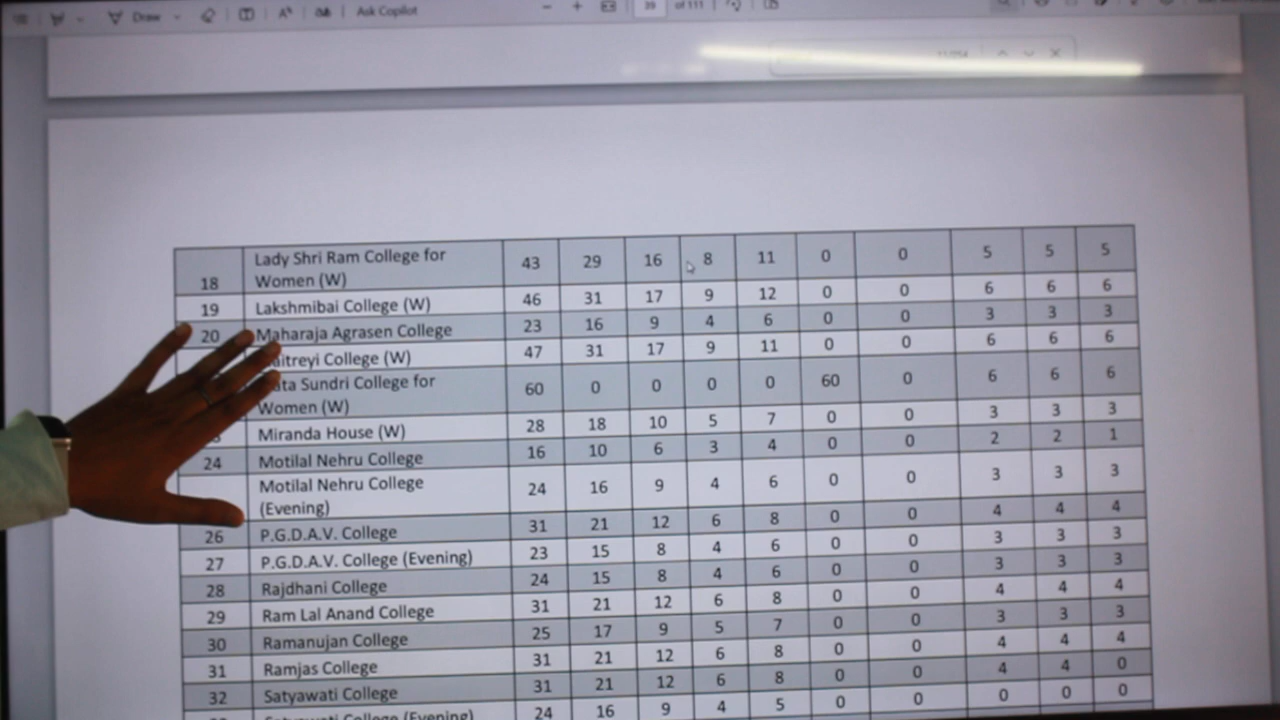 Draw Ask Copilot 39 of 111
18 Lady Shri Ram College for 43 29 16 8 11 0 0 5 5 5
Women (W)
19 Lakshmibai College (W) 46 31 17 9 12 0 0 6 6 6
20 Maharaja Agrasen College 23 16 9 4 6 0 0 3 3 3
aitreyi College (W) 47 31 17 9 11 0 0 6 6 6
ata Sundri College for 60 0 0 0 0 60 0 6 6 6
Women (W)
Miranda House (W) 28 18 10 5 7 0 0 3 3 3
24 Motilal Nehru College 16 10 6 3 4 0 0 2 2 1
Motilal Nehru College 24 16 9 4 6 0 0 3 3 3
(Evening)
26 P.G.D.A.V. College 31 21 12 6 8 0 0 4 4 4
27 P.G.D.A.V. College (Evening) 23 15 8 4 6 0 0 3 3 3
28 Rajdhani College 24 15 8 4 6 0 0 3 3 3
29 Ram Lal Anand College 31 21 12 6 8 0 0 4 4 4
30 Ramanujan College 25 17 9 5 7 0 0 3 3 3
31 Ramjas College 31 21 12 6 8 0 0 4 4 4
32 Satyawati College 31 21 12 6 8 0 0 4 4 0
Satyawati College (Evening) 24 16 9 4 5 0 0 0 0 0